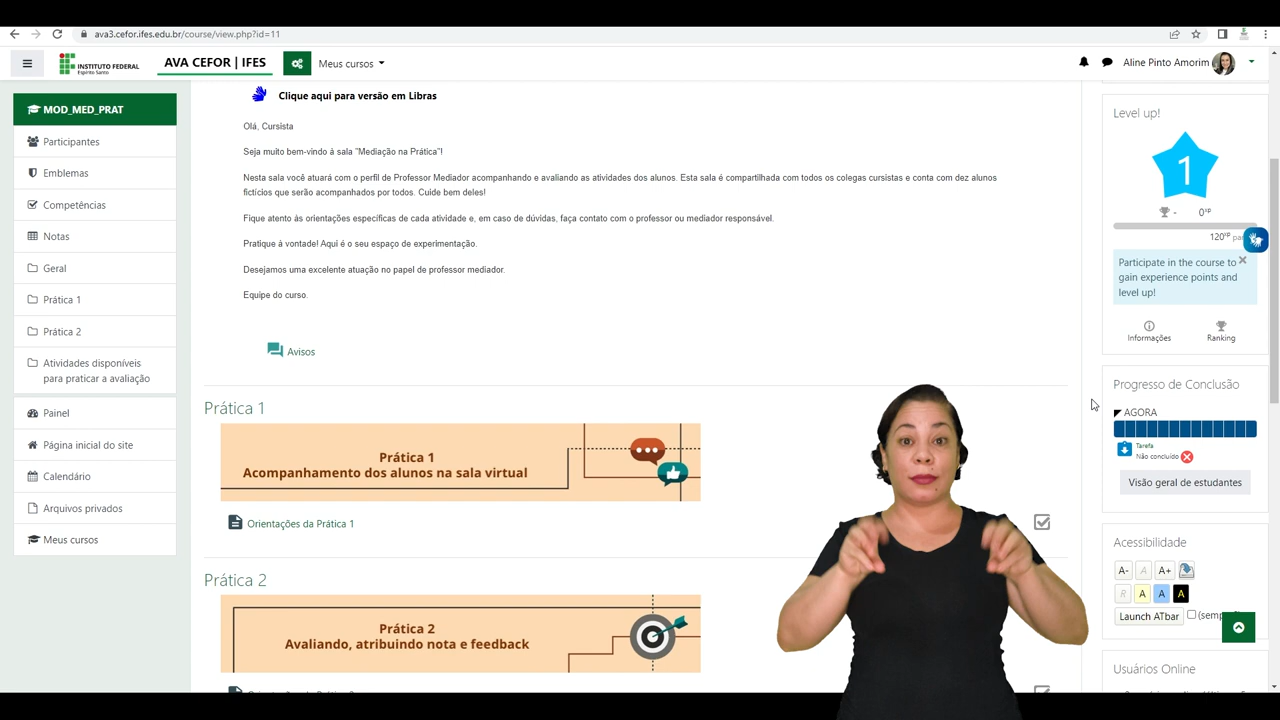 ava3.cefor.ifes.edu.br/course/view.php?id=11
INSTITUTO FEDERAL
Espírito Santo
AVA CEFOR | IFES
Meus cursos
Aline Pinto Amorim
MOD_MED_PRAT
Participantes
Emblemas
Competências
Notas
Geral
Prática 1
Prática 2
Atividades disponíveis
para praticar a avaliação
Painel
Página inicial do site
Calendário
Arquivos privados
Meus cursos
Clique aqui para versão em Libras
Olá, Cursista
Seja muito bem-vindo à sala "Mediação na Prática"!
Nesta sala você atuará com o perfil de Professor Mediador acompanhando e avaliando as atividades dos alunos. Esta sala é compartilhada com todos os colegas cursistas e conta com dez alunos
fictícios que serão acompanhados por todos. Cuide bem deles!
Fique atento às orientações específicas de cada atividade e, em caso de dúvidas, faça contato com o professor ou mediador responsável.
Pratique à vontade! Aqui é o seu espaço de experimentação.
Desejamos uma excelente atuação no papel de professor mediador.
Equipe do curso.
Avisos
Prática 1
Prática 1
Acompanhamento dos alunos na sala virtual
Orientações da Prática 1
Prática 2
Prática 2
Avaliando, atribuindo nota e feedback
Level up!
1
- 0xp
120xp
Participate in the course to
gain experience points and
level up!
Informações
Ranking
Progresso de Conclusão
AGORA
Tarefa
Não concluído
Visão geral de estudantes
Acessibilidade
A- A A+
R A A A
Launch ATbar
Usuários Online